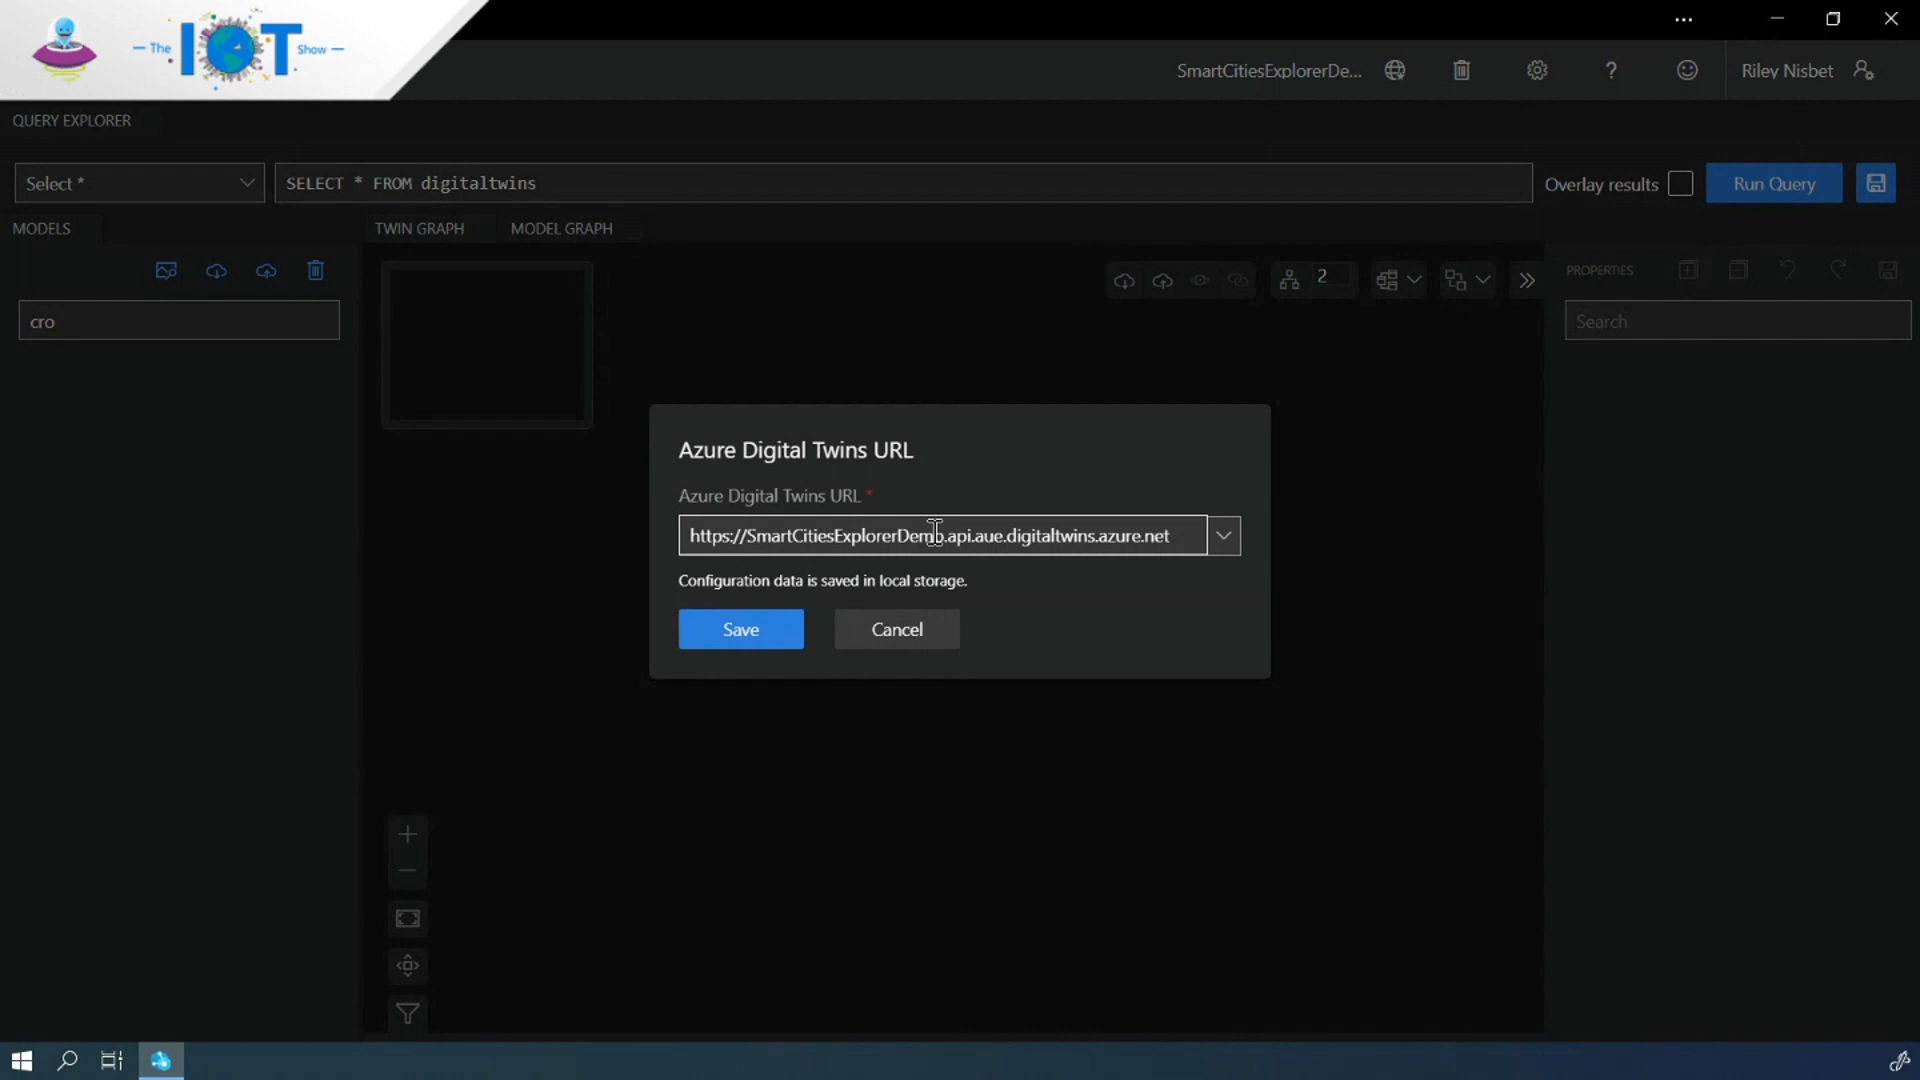 The IOT Show
SmartCitiesExplorerDe...
Riley Nisbet
QUERY EXPLORER
Select *
SELECT * FROM digitaltwins
Overlay results
Run Query
MODELS
TWIN GRAPH
MODEL GRAPH
2
PROPERTIES
cro
Search
Azure Digital Twins URL
Azure Digital Twins URL *
https://SmartCitiesExplorerDemo.api.aue.digitaltwins.azure.net
Configuration data is saved in local storage.
Save
Cancel